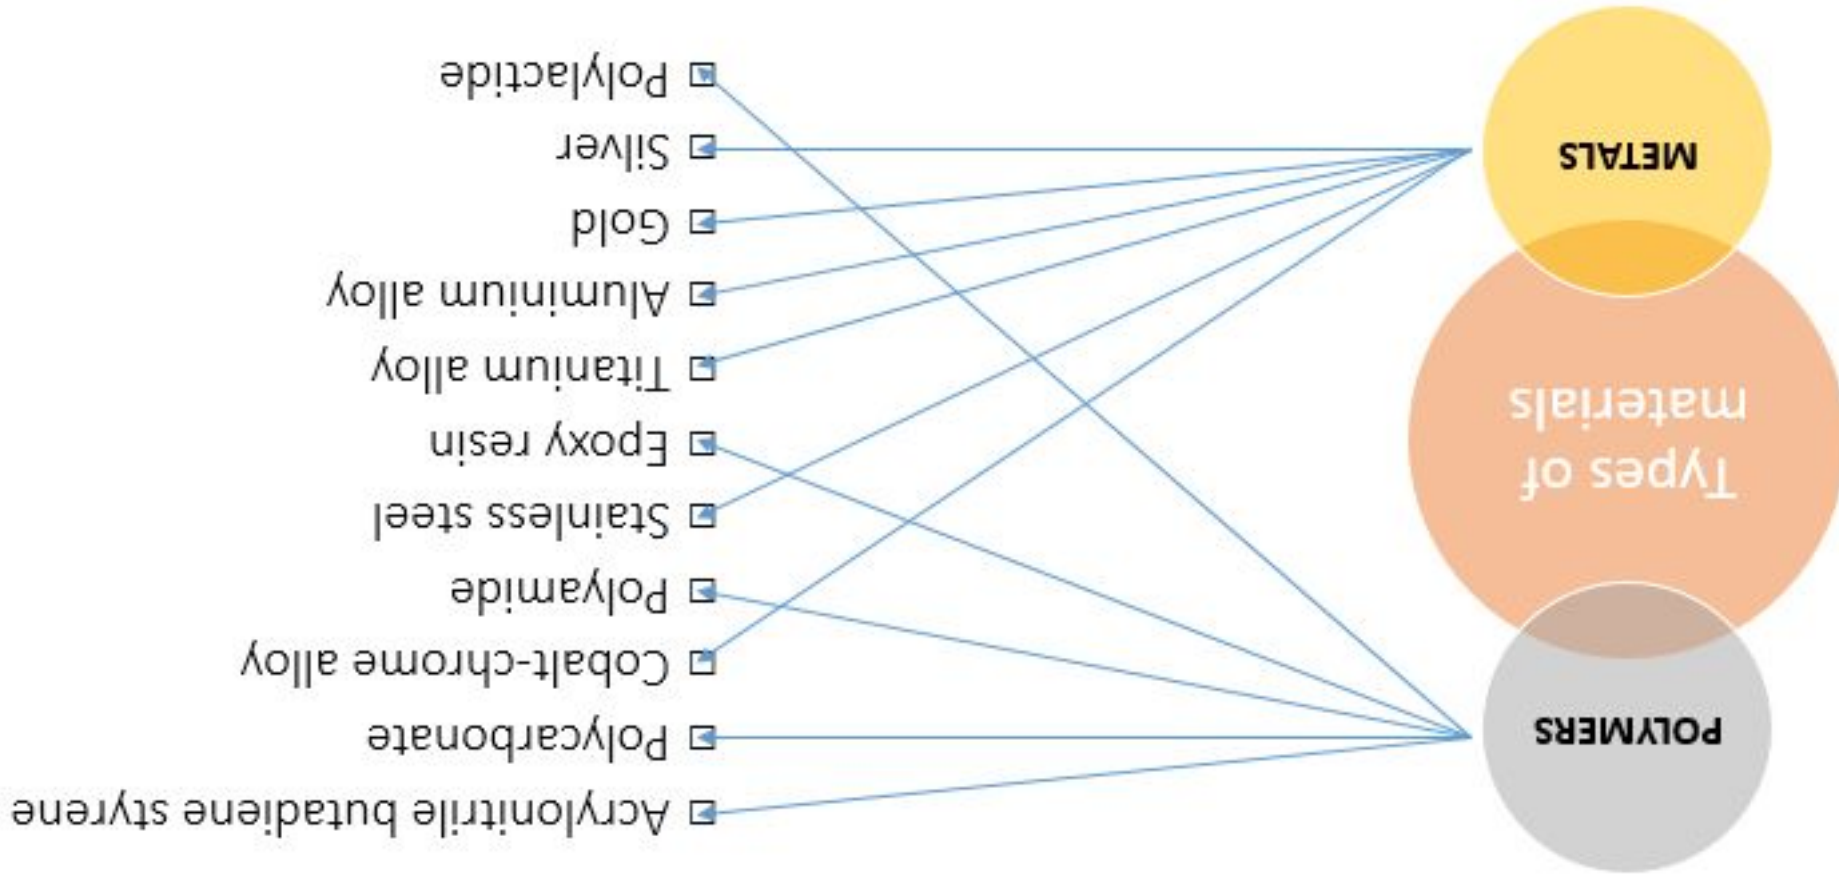 POLYMERS
Types of
materials
METALS
Acrylonitrile butadiene styrene
Polycarbonate
Cobalt-chrome alloy
Polyamide
Stainless steel
Epoxy resin
Titanium alloy
Aluminium alloy
Gold
Silver
Polylactide